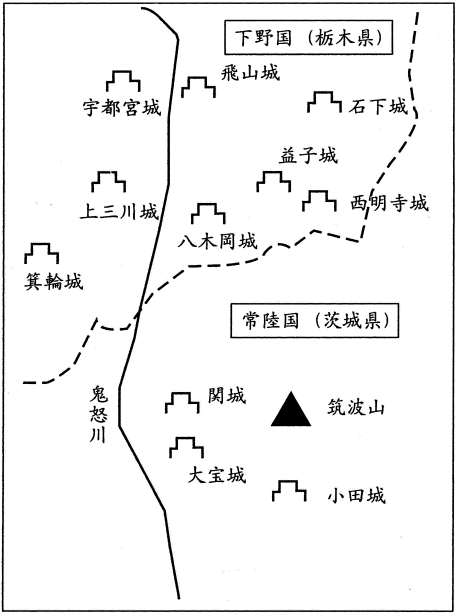 下野国（栃木県）
飛山城
宇都宮城
石下城
益子城
上三川城
西明寺城
八木岡城
箕輪城
常陸国（茨城県）
鬼怒川
関城
筑波山
大宝城
小田城